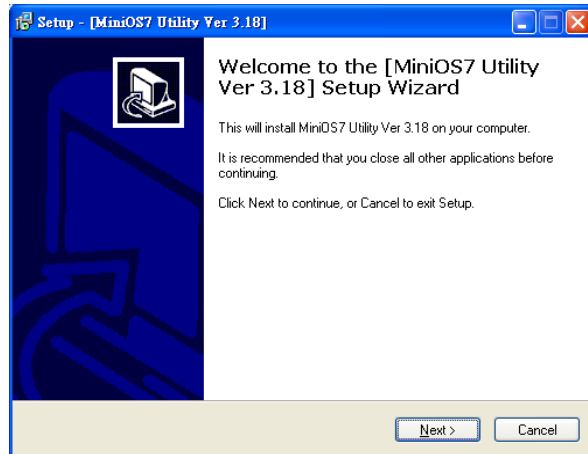 Setup - [MiniOS7 Utility Ver 3.18]
Welcome to the [MiniOS7 Utility
Ver 3.18] Setup Wizard
This will install MiniOS7 Utility Ver 3.18 on your computer.
It is recommended that you close all other applications before
continuing.
Click Next to continue, or Cancel to exit Setup.
Next >
Cancel